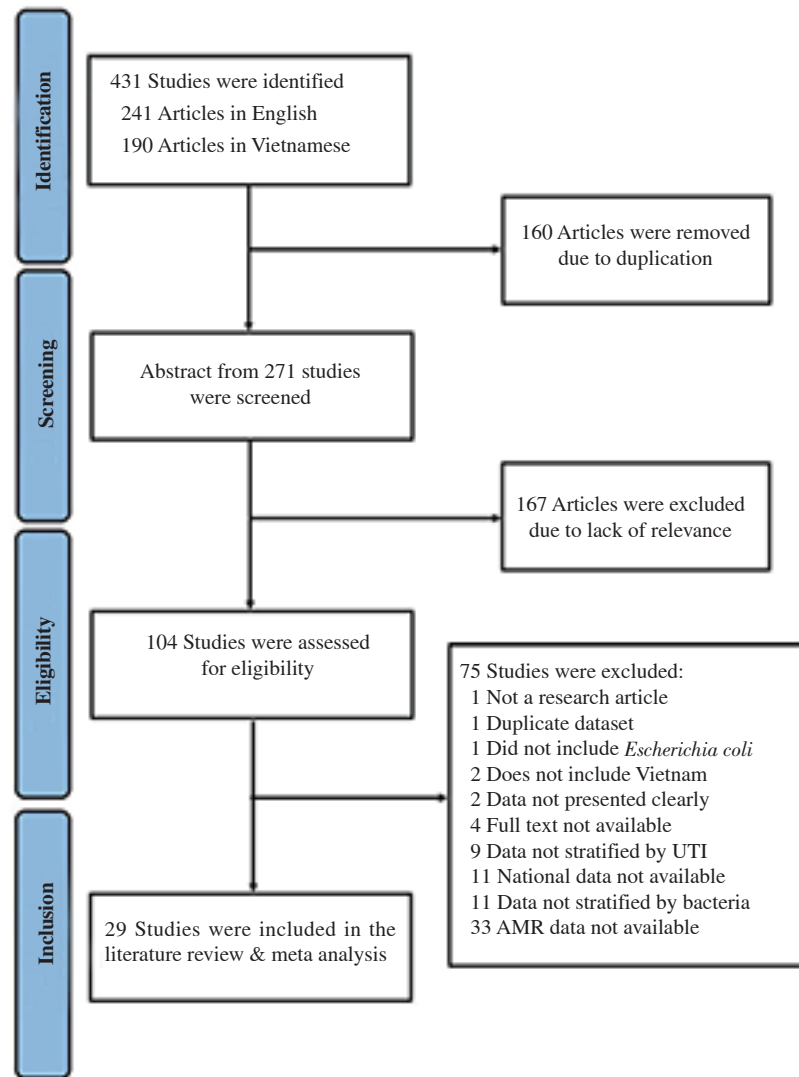 Identification
431 Studies were identified
241 Articles in English
190 Articles in Vietnamese
160 Articles were removed
due to duplication
Screening
Abstract from 271 studies
were screened
167 Articles were excluded
due to lack of relevance
Eligibility
104 Studies were assessed
for eligibility
75 Studies were excluded:
1 Not a research article
1 Duplicate dataset
1 Did not include Escherichia coli
2 Does not include Vietnam
2 Data not presented clearly
4 Full text not available
9 Data not stratified by UTI
11 National data not available
11 Data not stratified by bacteria
33 AMR data not available
Inclusion
29 Studies were included in the
literature review & meta analysis